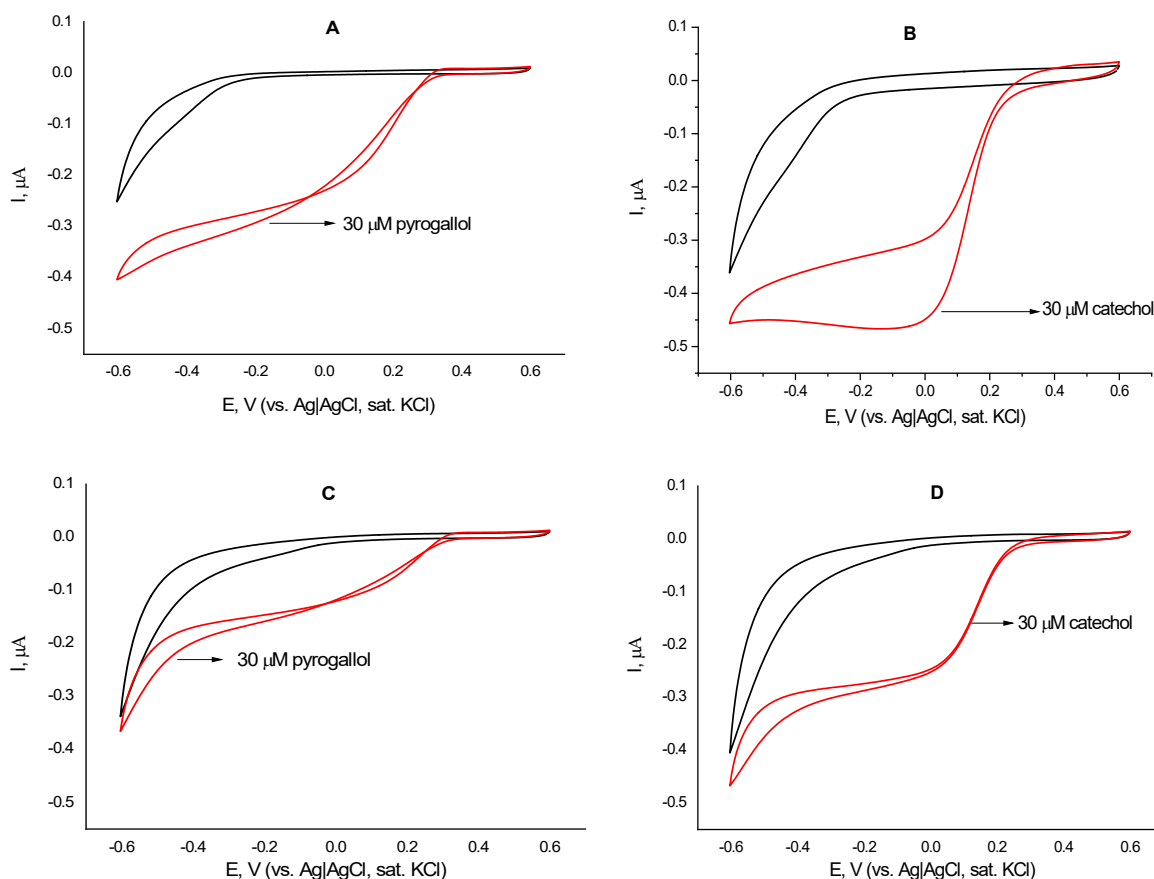 A
0.1
0.0
-0.1
-0.2
-0.3
-0.4
-0.5
I, μA
30 μM pyrogallol
-0.6 -0.4 -0.2 0.0 0.2 0.4 0.6
E, V (vs. Ag|AgCl, sat. KCl)
B
0.1
0.0
-0.1
-0.2
-0.3
-0.4
-0.5
I, μA
30 μM catechol
-0.6 -0.4 -0.2 0.0 0.2 0.4 0.6
E, V (vs. Ag|AgCl, sat. KCl)
C
0.1
0.0
-0.1
-0.2
-0.3
-0.4
-0.5
I, μA
30 μM pyrogallol
-0.6 -0.4 -0.2 0.0 0.2 0.4 0.6
E, V (vs. Ag|AgCl, sat. KCl)
D
0.1
0.0
-0.1
-0.2
-0.3
-0.4
-0.5
I, μA
30 μM catechol
-0.6 -0.4 -0.2 0.0 0.2 0.4 0.6
E, V (vs. Ag|AgCl, sat. KCl)